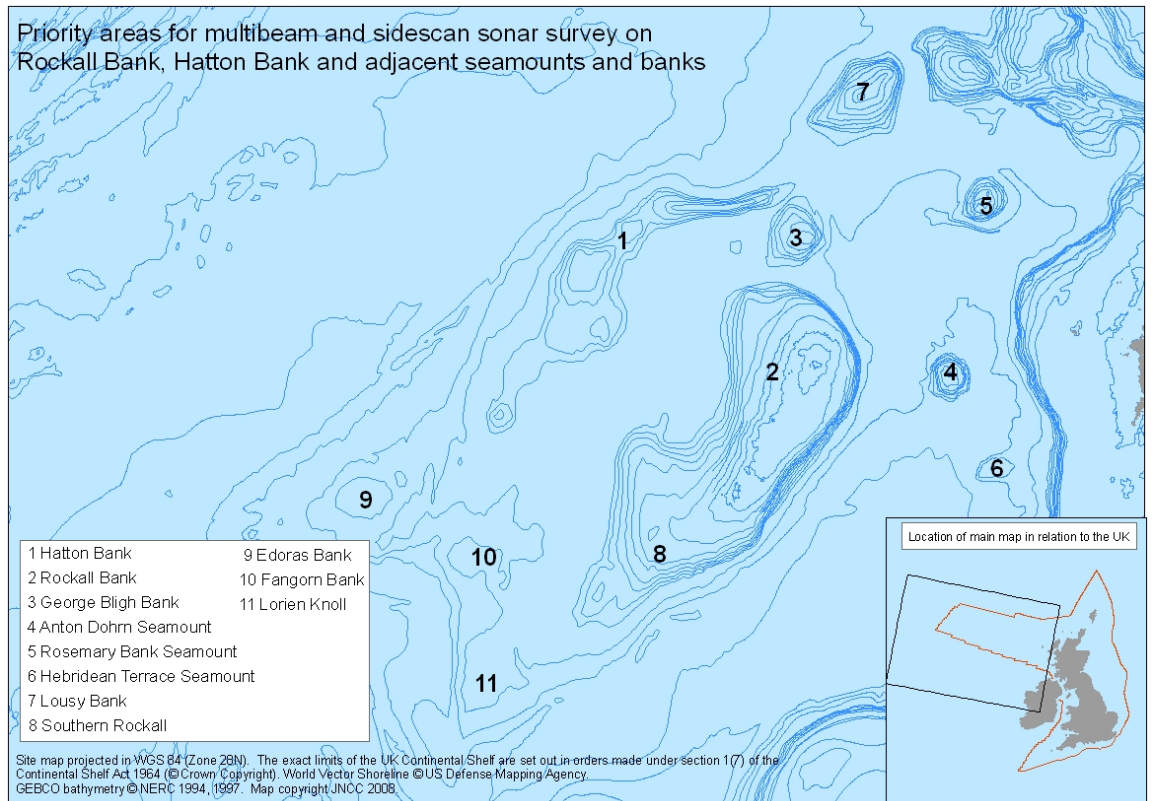 Priority areas for multibeam and sidescan sonar survey on
Rockall Bank, Hatton Bank and adjacent seamounts and banks
7
5
1
3
2
4
6
9
10
8
11
1 Hatton Bank
2 Rockall Bank
3 George Bligh Bank
4 Anton Dohrn Seamount
5 Rosemary Bank Seamount
6 Hebridean Terrace Seamount
7 Lousy Bank
8 Southern Rockall
9 Edoras Bank
10 Fangorn Bank
11 Lorien Knoll
Location of main map in relation to the UK
Site map projected in WGS 84 (Zone 28N). The exact limits of the UK Continental Shelf are set out in orders made under section 1(7) of the
Continental Shelf Act 1964 (© Crown Copyright). World Vector Shoreline © US Defense Mapping Agency.
GEBCO bathymetry © NERC 1994, 1997. Map copyright JNCC 2008.